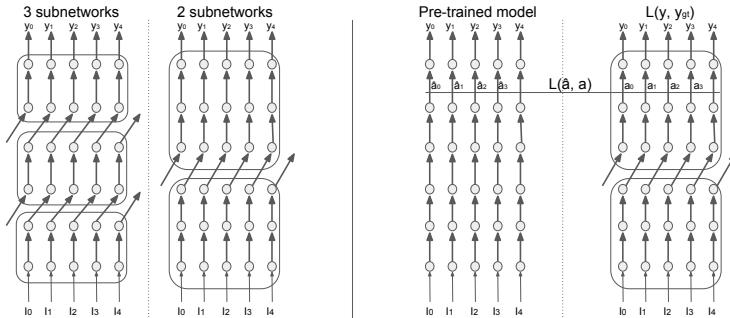 3 subnetworks
2 subnetworks
Pre-trained model
L(y, ygt)
y0 y1 y2 y3 y4
y0 y1 y2 y3 y4
y0 y1 y2 y3 y4
y0 y1 y2 y3 y4
â0 â1 â2 â3
L(â, a)
a0 a1 a2 a3
I0 I1 I2 I3 I4
I0 I1 I2 I3 I4
I0 I1 I2 I3 I4
I0 I1 I2 I3 I4